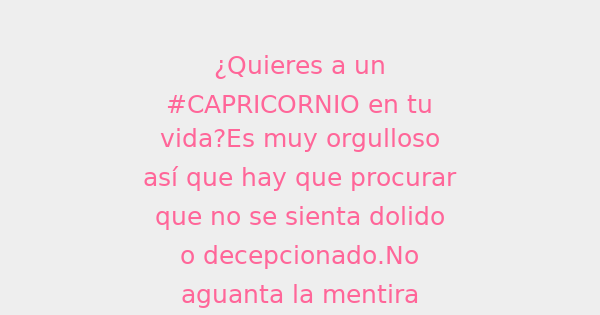 ¿Quieres a un
#CAPRICORNIO en tu
vida?Es muy orgulloso
así que hay que procurar
que no se sienta dolido
o decepcionado.No
aguanta la mentira